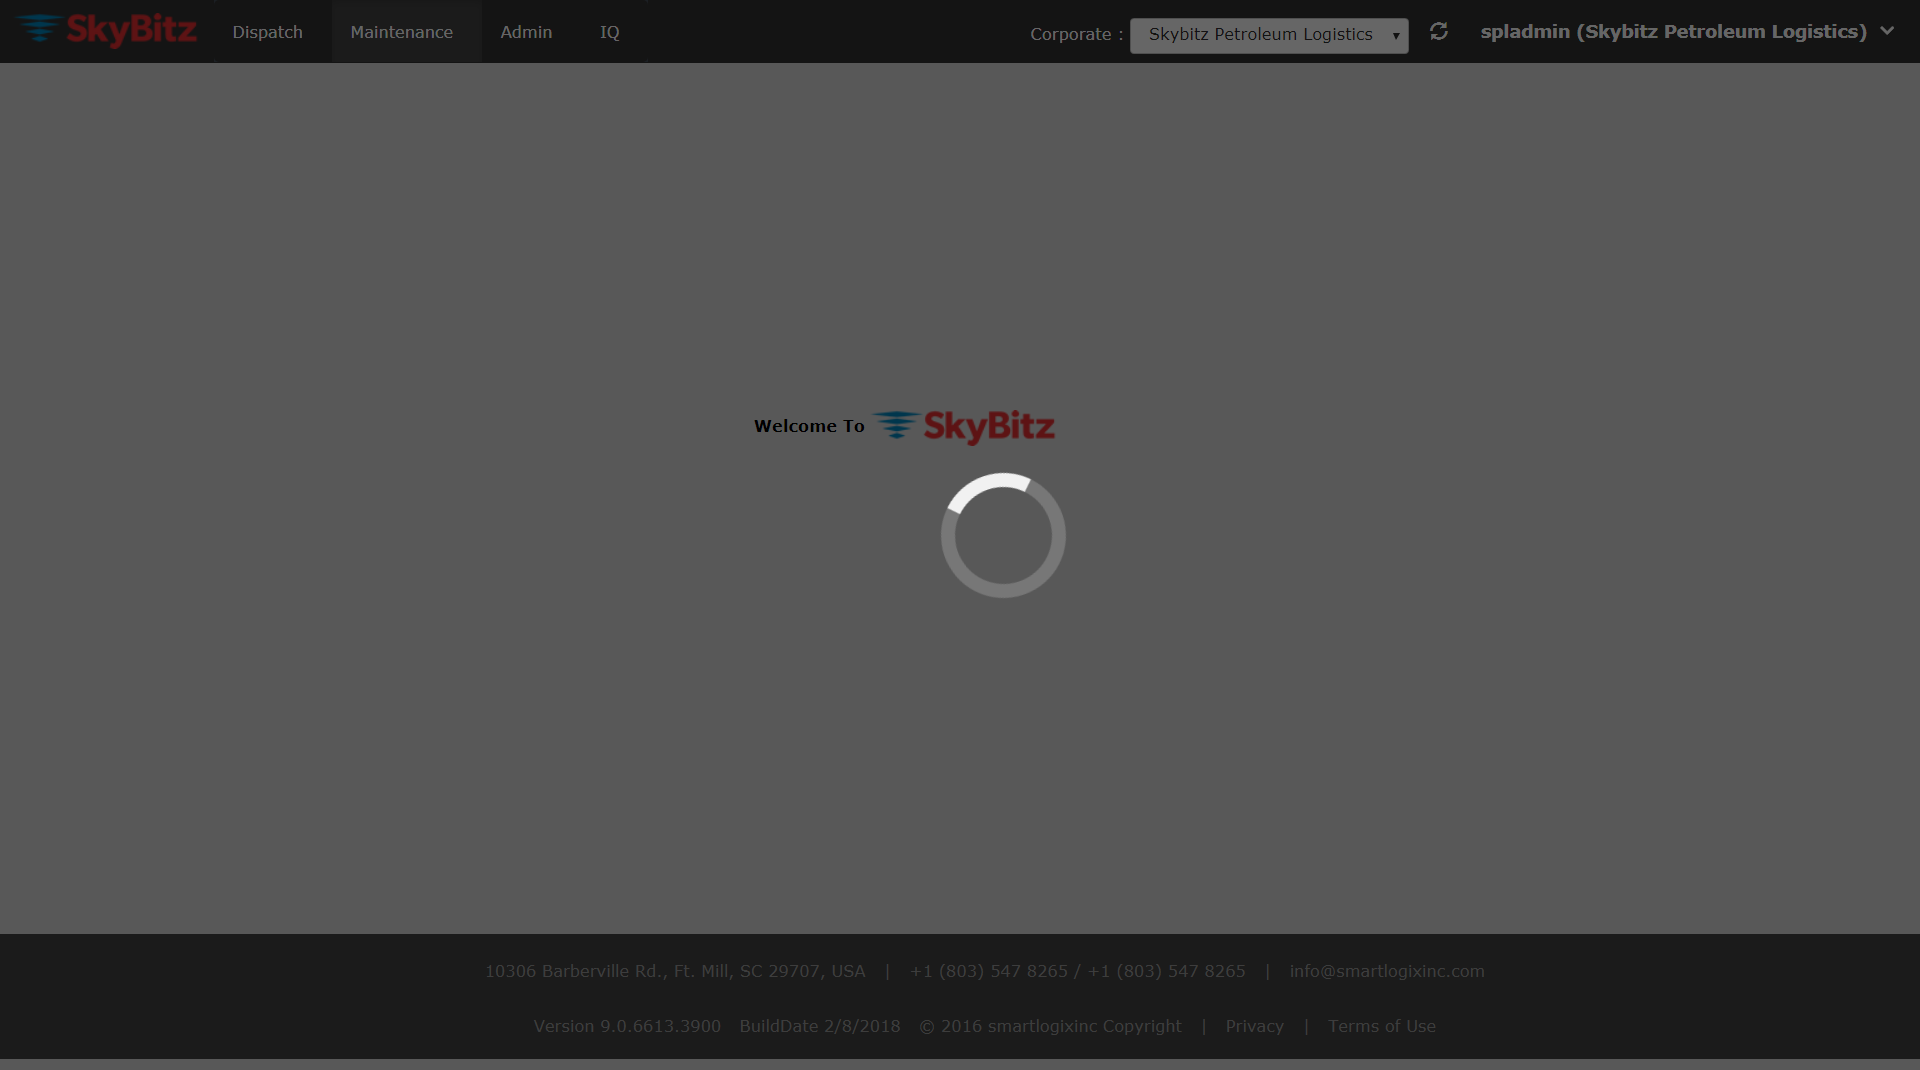 SkyBitz Dispatch Maintenance Admin IQ Corporate : Skybitz Petroleum Logistics spladmin (Skybitz Petroleum Logistics)
Welcome To SkyBitz
10306 Barberville Rd., Ft. Mill, SC 29707, USA | +1 (803) 547 8265 / +1 (803) 547 8265 | info@smartlogixinc.com
Version 9.0.6613.3900 BuildDate 2/8/2018 © 2016 smartlogixinc Copyright | Privacy | Terms of Use